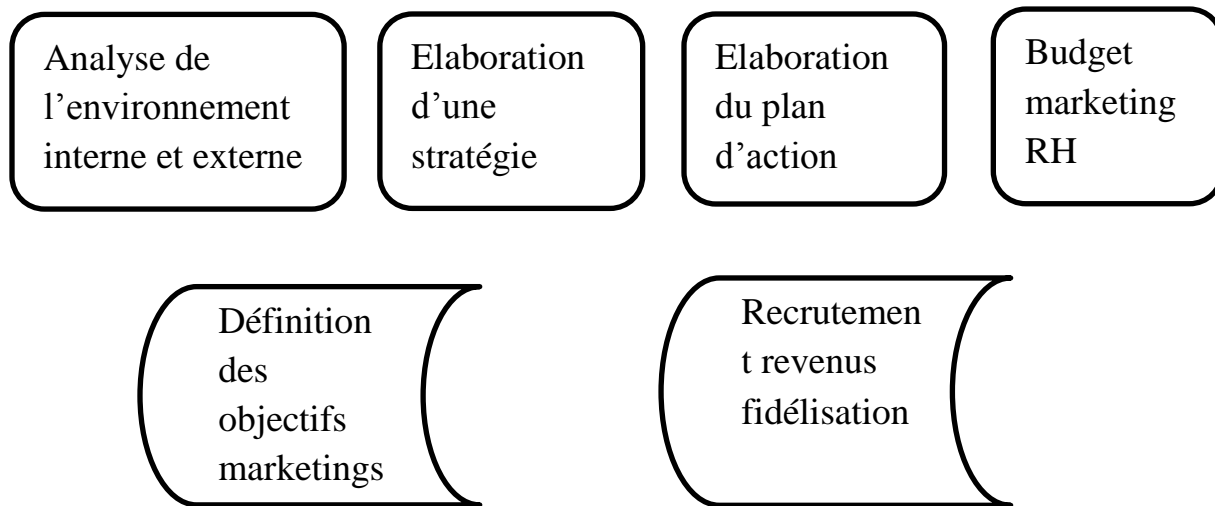 Analyse de
l’environnement
interne et externe
Elaboration
d’une
stratégie
Elaboration
du plan
d’action
Budget
marketing
RH
Définition
des
objectifs
marketings
Recrutemen
t revenus
fidélisation